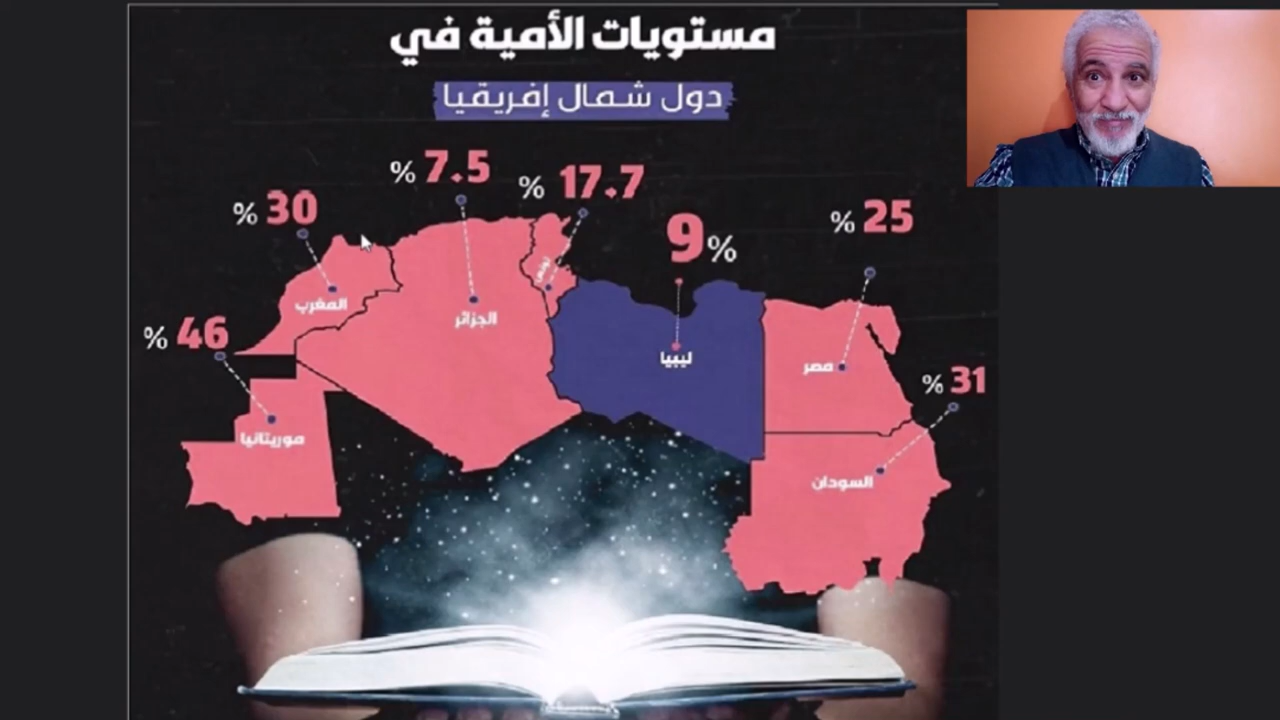 مستويات الأمية في
دول شمال إفريقيا
% 7.5
% 17.7
% 30
9%
% 25
% 46
% 31
المغرب
الجزائر
تونس
ليبيا
مصر
موريتانيا
السودان